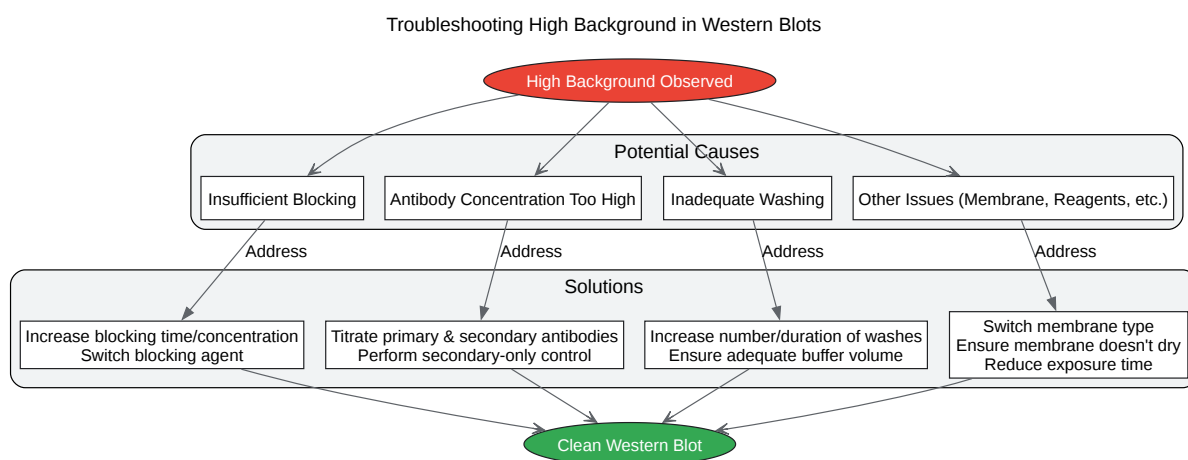 Troubleshooting High Background in Western Blots
High Background Observed
Potential Causes
Insufficient Blocking
Antibody Concentration Too High
Inadequate Washing
Other Issues (Membrane, Reagents, etc.)
Address
Address
Address
Address
Solutions
Increase blocking time/concentration
Switch blocking agent
Titrate primary & secondary antibodies
Perform secondary-only control
Increase number/duration of washes
Ensure adequate buffer volume
Switch membrane type
Ensure membrane doesn't dry
Reduce exposure time
Clean Western Blot